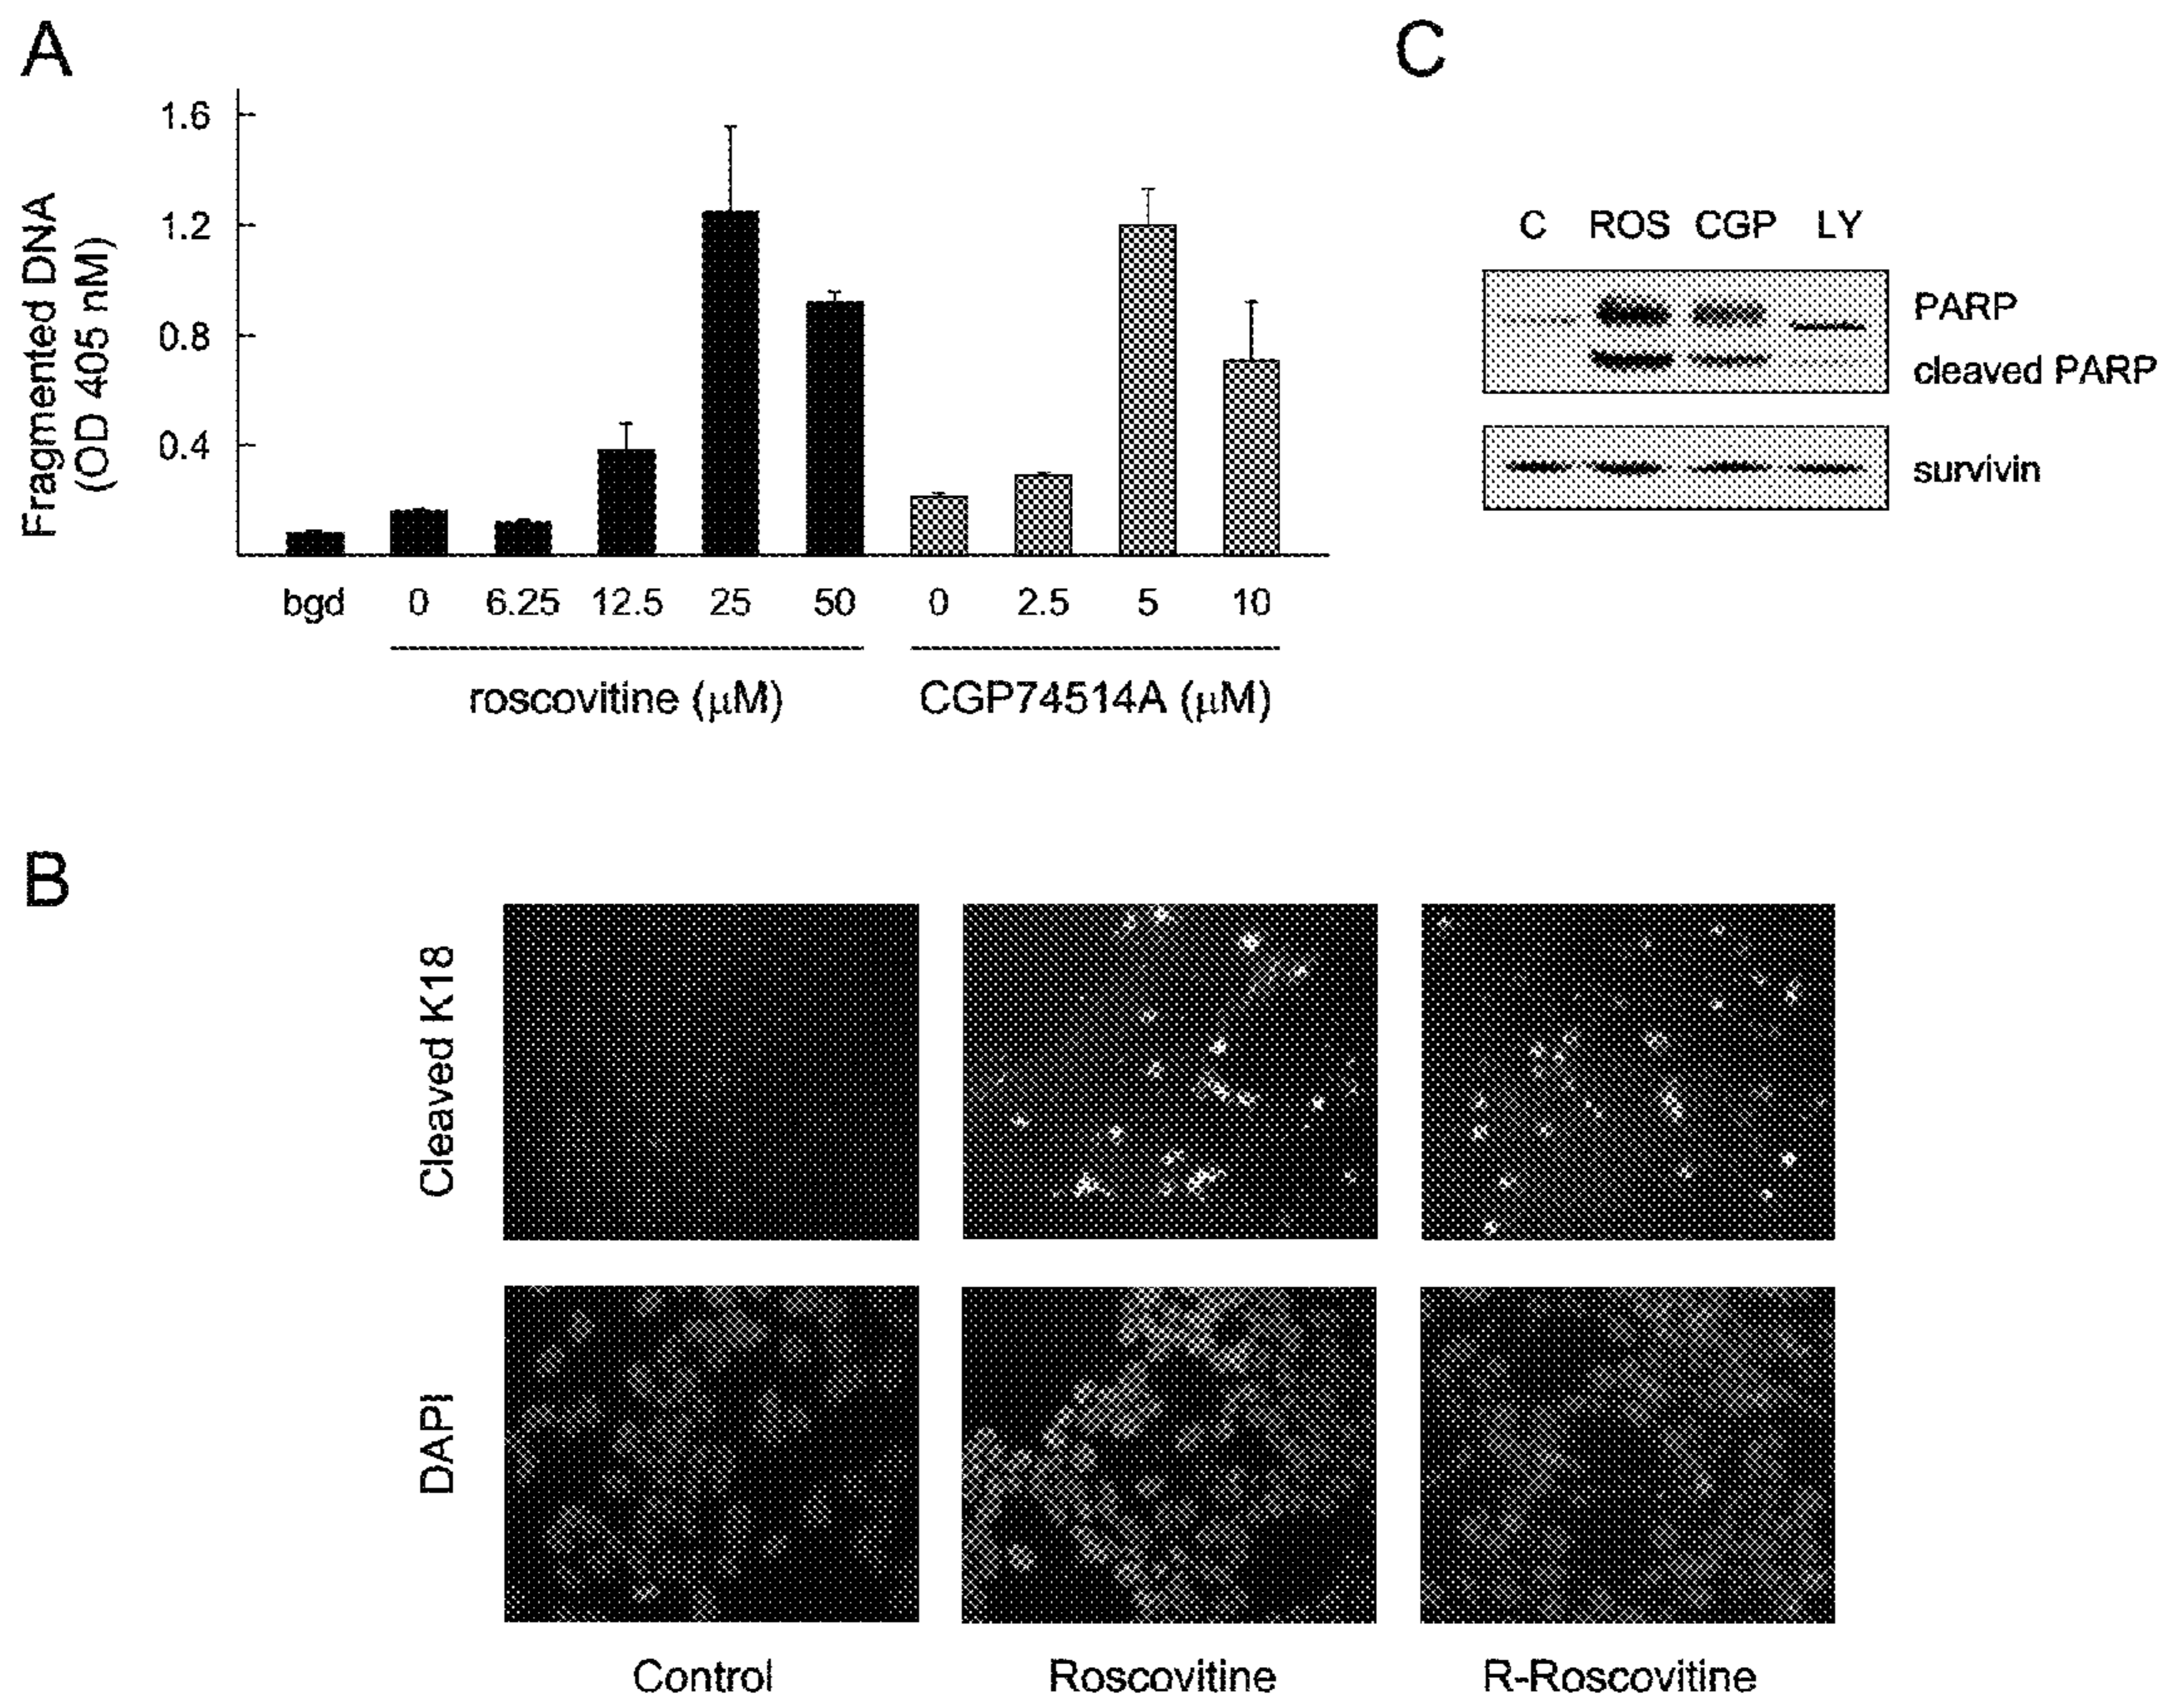 A
C
1.6
1.2
0.8
0.4
Fragmented DNA
(OD 405 nM)
bgd 0 6.25 12.5 25 50 0 2.5 5 10
roscovitine (μM) CGP74514A (μM)
C ROS CGP LY
PARP
cleaved PARP
survivin
B
Cleaved K18
DAPI
Control Roscovitine R-Roscovitine